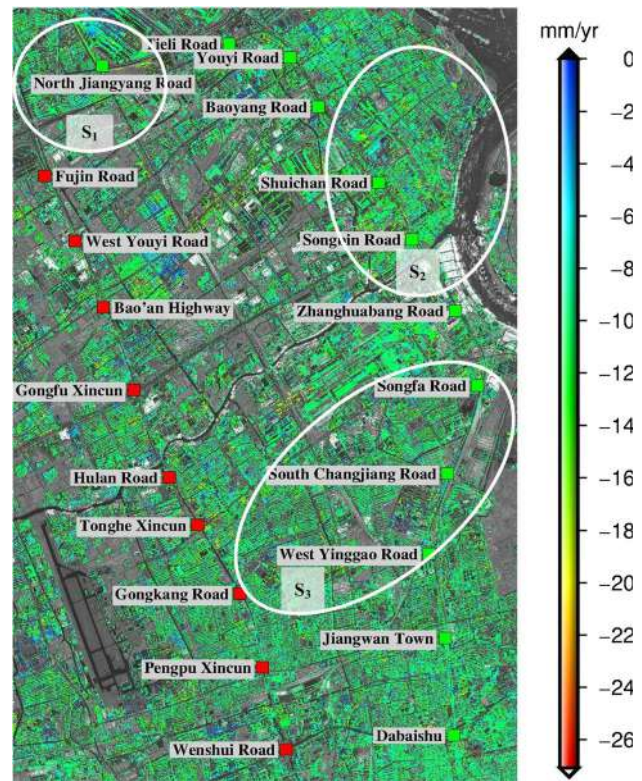 mm/yr
Tieli Road
Youyi Road
North Jiangyang Road
Baoyang Road
S₁
Fujin Road
Shuichan Road
West Youyi Road
Songbin Road
S₂
Bao'an Highway
Zhanghuabang Road
Gongfu Xincun
Songfa Road
Hulan Road
South Changjiang Road
Tonghe Xincun
West Yinggao Road
Gongkang Road
S₃
Jiangwan Town
Pengpu Xincun
Dabaishu
Wenshui Road
0
−2
−4
−6
−8
−10
−12
−14
−16
−18
−20
−22
−24
−26